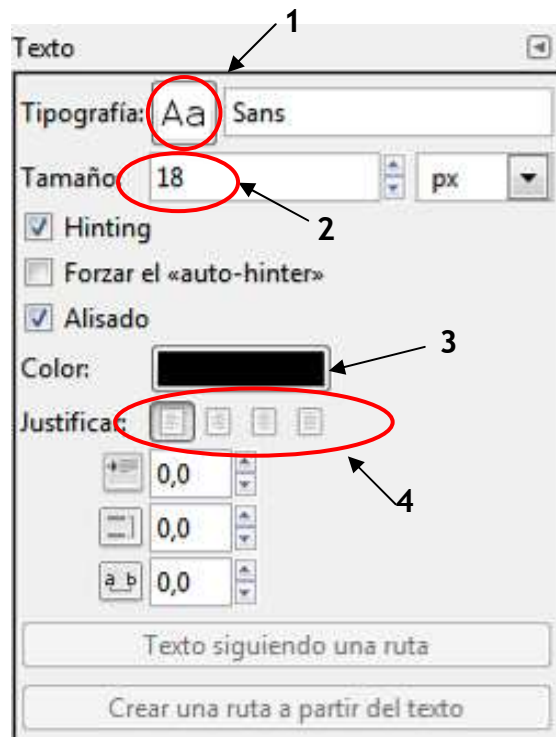 1
Texto
Tipografía: Aa Sans
Tamaño: 18 px
2
Hinting
Forzar el «auto-hinter»
Alisado
3
Color:
Justificar:
4
0,0
0,0
a_b 0,0
Texto siguiendo una ruta
Crear una ruta a partir del texto